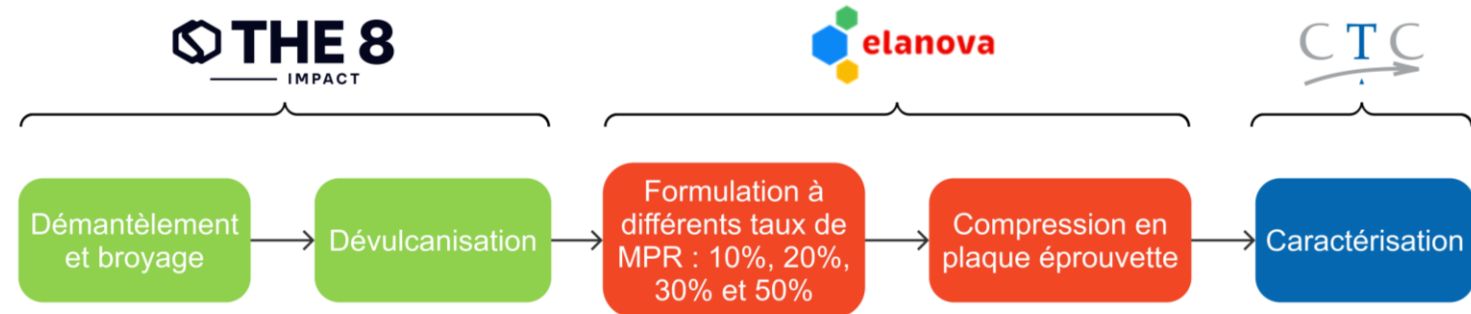 THE 8
IMPACT
elanova
CTC
Démantèlement
et broyage
Dévulcanisation
Formulation à
différents taux de
MPR : 10%, 20%,
30% et 50%
Compression en
plaque éprouvette
Caractérisation